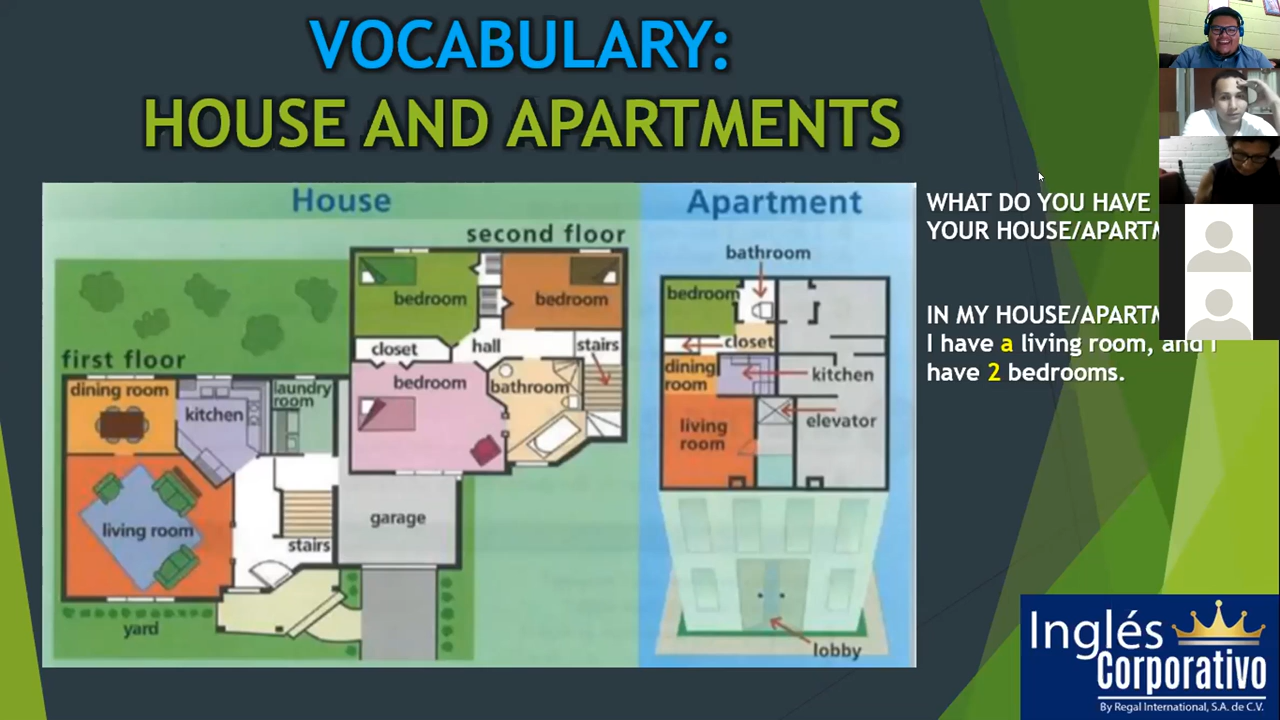 VOCABULARY:
HOUSE AND APARTMENTS
House
Apartment
second floor
bedroom
bedroom
closet
hall
stairs
bedroom
bathroom
first floor
dining room
kitchen
laundry
room
living room
stairs
garage
yard
bathroom
bedroom
closet
dining
room
kitchen
elevator
living
room
lobby
WHAT DO YOU HAVE
YOUR HOUSE/APARTM
IN MY HOUSE/APARTM
I have a living room, and I
have 2 bedrooms.
Inglés
Corporativo
By Regal International, S.A. de C.V.